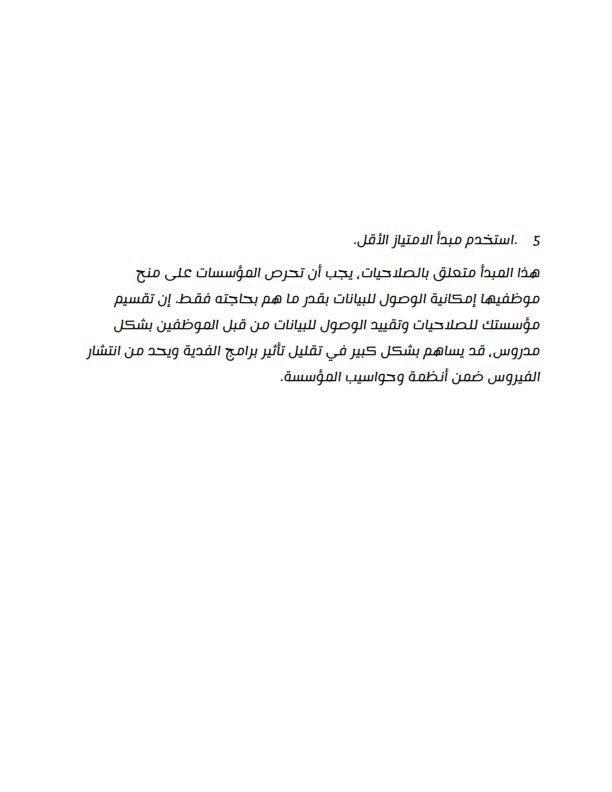 5 .استخدم مبدأ الامتياز الأقل.
هذا المبدأ متعلق بالصلاحيات، يجب أن تحرص المؤسسات على منح
موظفيها إمكانية الوصول للبيانات بقدر ما هم بحاجته فقط. إن تقسيم
مؤسستك للصلاحيات وتقييد الوصول للبيانات من قبل الموظفين بشكل
مدروس، قد يساهم بشكل كبير في تقليل تأثير برامج الفدية ويحد من انتشار
الفيروس ضمن أنظمة وحواسيب المؤسسة.